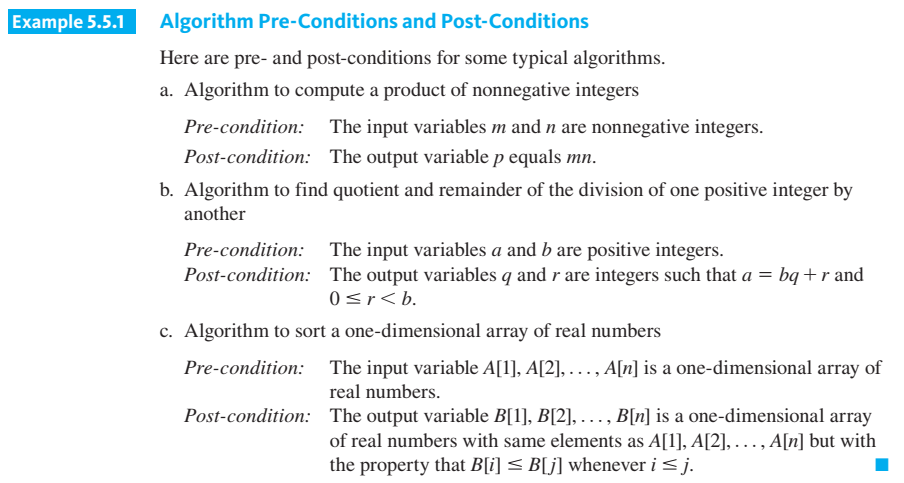 Example 5.5.1 Algorithm Pre-Conditions and Post-Conditions
Here are pre- and post-conditions for some typical algorithms.
a. Algorithm to compute a product of nonnegative integers
Pre-condition: The input variables m and n are nonnegative integers.
Post-condition: The output variable p equals mn.
b. Algorithm to find quotient and remainder of the division of one positive integer by
another
Pre-condition: The input variables a and b are positive integers.
Post-condition: The output variables q and r are integers such that a = bq + r and
0 ≤ r < b.
c. Algorithm to sort a one-dimensional array of real numbers
Pre-condition: The input variable A[1], A[2], . . . , A[n] is a one-dimensional array of
real numbers.
Post-condition: The output variable B[1], B[2], . . . , B[n] is a one-dimensional array
of real numbers with same elements as A[1], A[2], . . . , A[n] but with
the property that B[i] ≤ B[j] whenever i ≤ j.